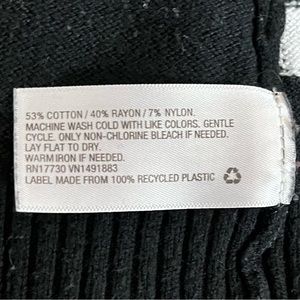 53% COTTON / 40% RAYON / 7% NYLON.
MACHINE WASH COLD WITH LIKE COLORS. GENTLE
CYCLE. ONLY NON-CHLORINE BLEACH IF NEEDED.
LAY FLAT TO DRY.
WARM IRON IF NEEDED.
RN17730 VN1491883
LABEL MADE FROM 100% RECYCLED PLASTIC